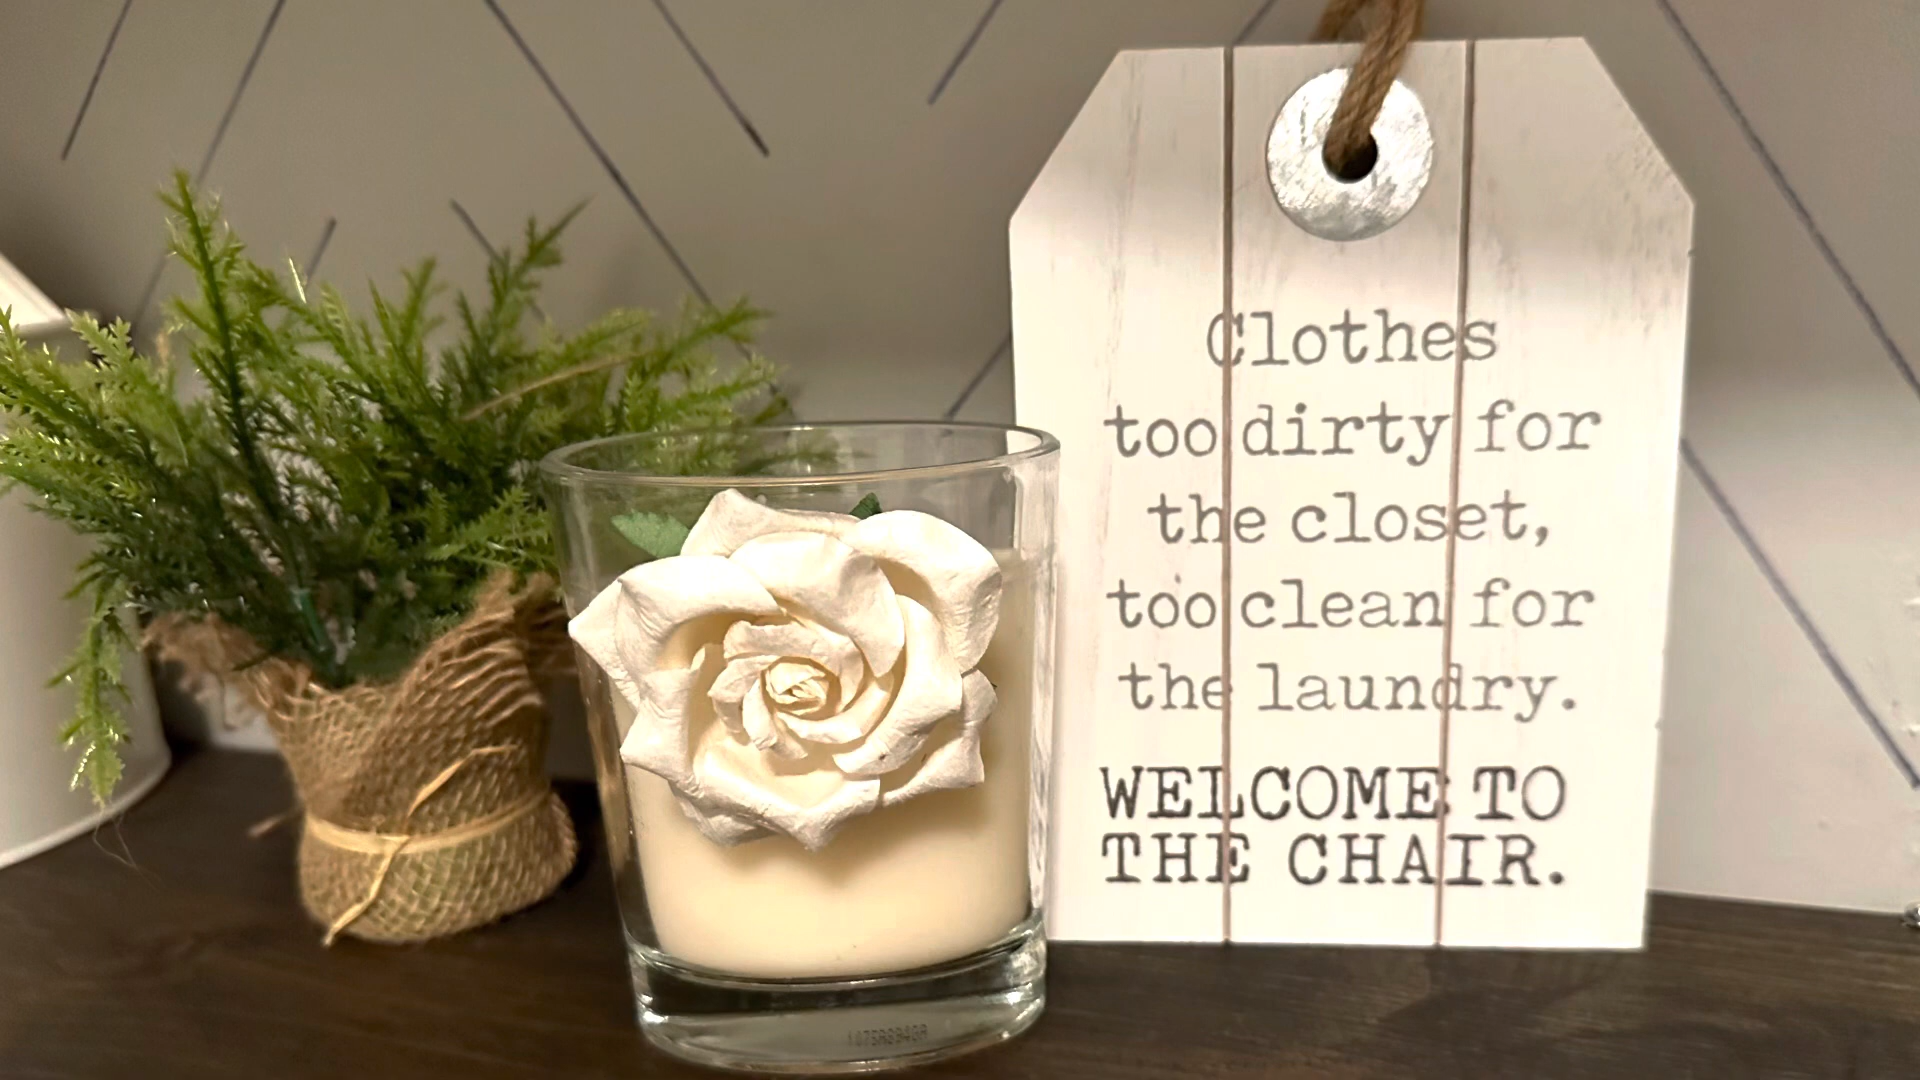 Clothes
too dirty for
the closet,
too clean for
the laundry.
WELCOME TO
THE CHAIR.